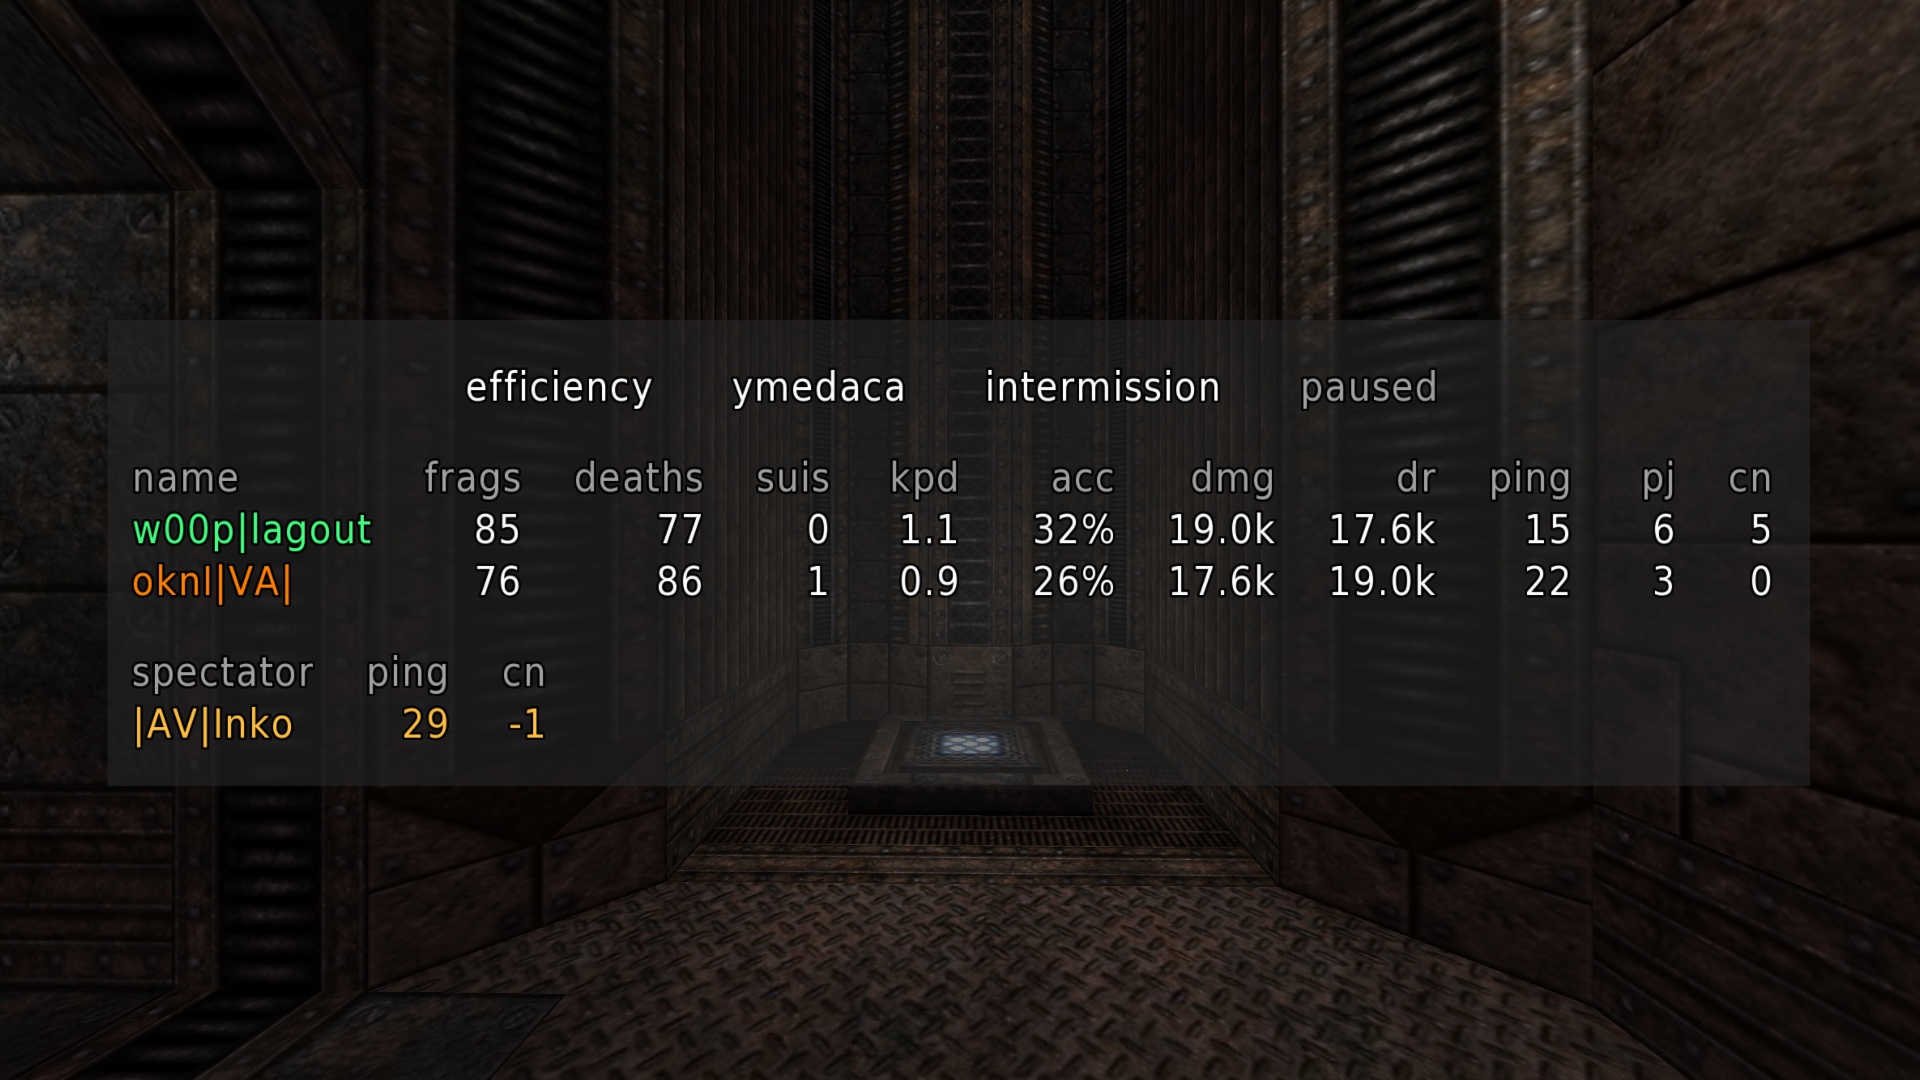 efficiency ymedaca intermission paused
name frags deaths suis kpd acc dmg dr ping pj cn
w00p|lagout 85 77 0 1.1 32% 19.0k 17.6k 15 6 5
oknI|VA| 76 86 1 0.9 26% 17.6k 19.0k 22 3 0
spectator ping cn
|AV|Inko 29 -1